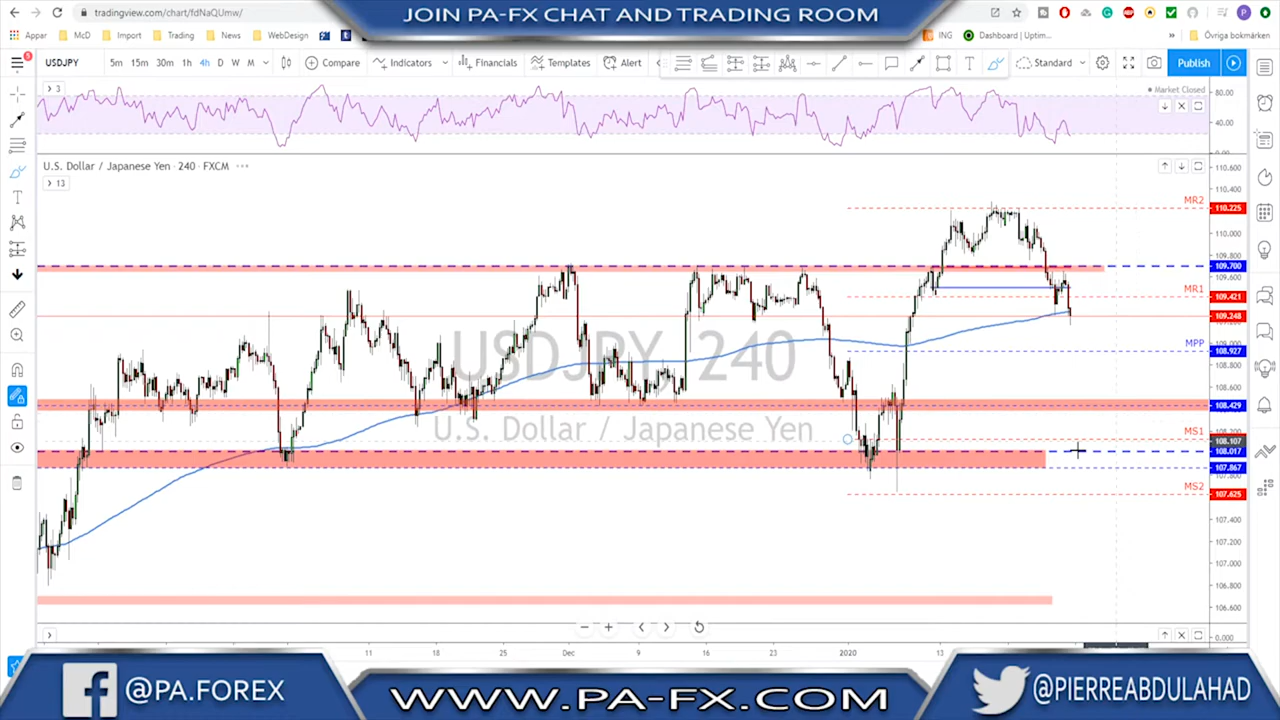 JOIN PA-FX CHAT AND TRADING ROOM
tradingview.com/chart/fdNaQUmw/
Appar
McD
Import
Trading
News
WebDesign
ING
Dashboard | Uptim...
Övriga bokmärken
USDJPY
5m 15m 30m 1h 4h D W M
Compare
Indicators
Financials
Templates
Alert
Standard
Publish
3
Market Closed
80.00
40.00
U.S. Dollar / Japanese Yen · 240 · FXCM
13
110.600
110.400
MR2
110.225
110.000
109.800
109.700
109.600
MR1
109.421
109.248
109.000
MPP
108.927
108.800
108.600
108.429
MS1
108.107
108.017
107.867
MS2
107.625
107.400
107.200
107.000
106.800
106.600
0.000
USDJPY, 240
U.S. Dollar / Japanese Yen
11 18 25 Dec 9 16 23 2020 13
@PA.FOREX
WWW.PA-FX.COM
@PIERREABDULAHAD